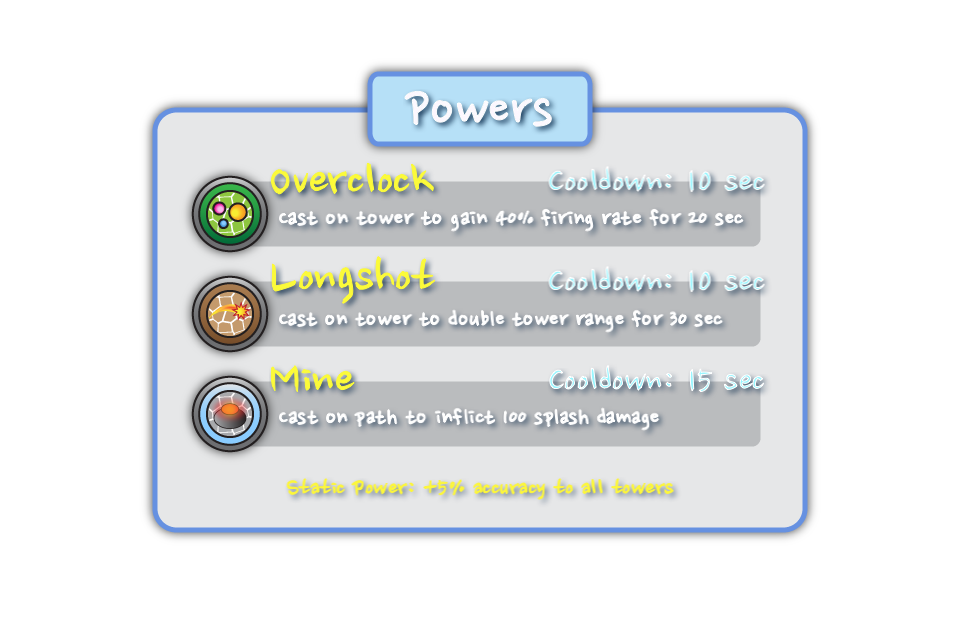 Powers
Overclock Cooldown: 10 sec
cast on tower to gain 40% firing rate for 20 sec
Longshot Cooldown: 10 sec
cast on tower to double tower range for 30 sec
Mine Cooldown: 15 sec
cast on path to inflict 100 splash damage
Static Power: +5% accuracy to all towers